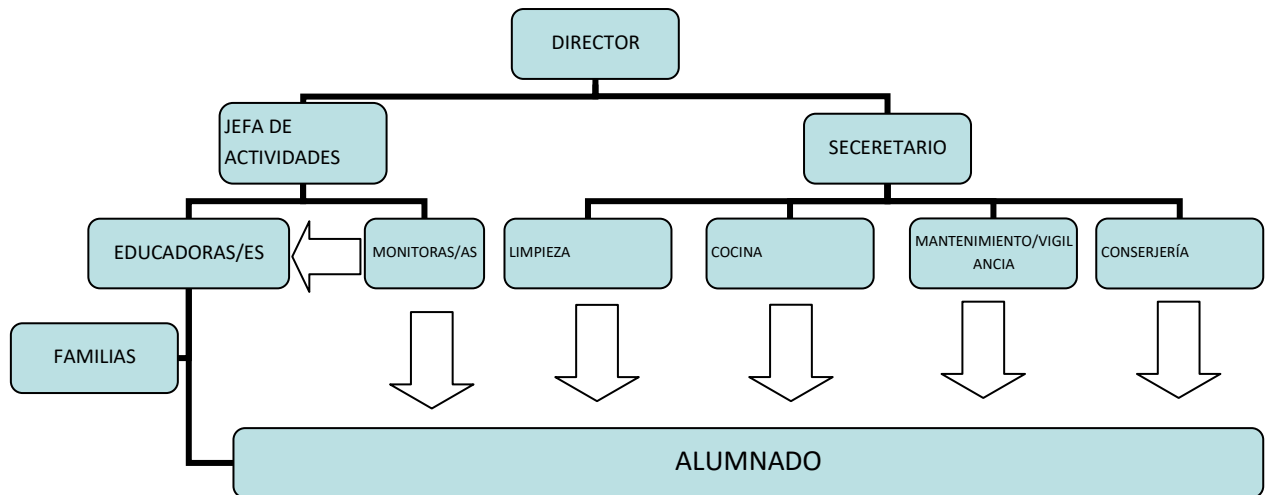 DIRECTOR
JEFA DE
ACTIVIDADES
SECERETARIO
EDUCADORAS/ES
MONITORAS/AS
LIMPIEZA
COCINA
MANTENIMIENTO/VIGIL
ANCIA
CONSERJERÍA
FAMILIAS
ALUMNADO